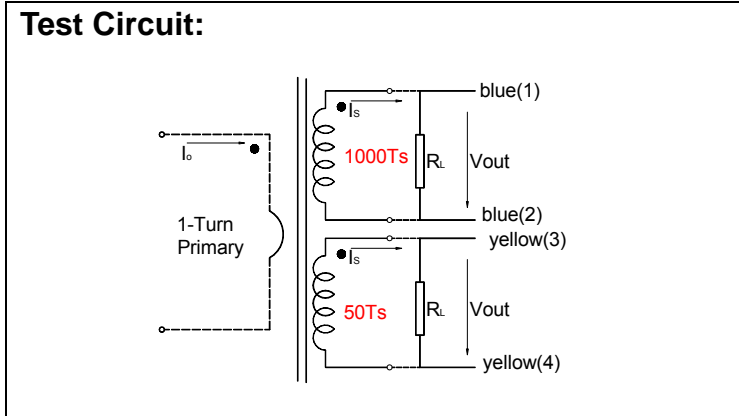 Test Circuit:
blue(1)
Is
Io
1000Ts
RL
Vout
1-Turn
Primary
blue(2)
yellow(3)
Is
50Ts
RL
Vout
yellow(4)